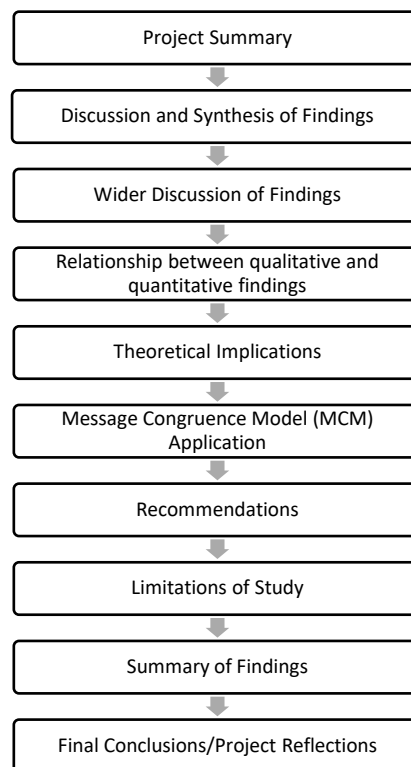 Project Summary
Discussion and Synthesis of Findings
Wider Discussion of Findings
Relationship between qualitative and
quantitative findings
Theoretical Implications
Message Congruence Model (MCM)
Application
Recommendations
Limitations of Study
Summary of Findings
Final Conclusions/Project Reflections